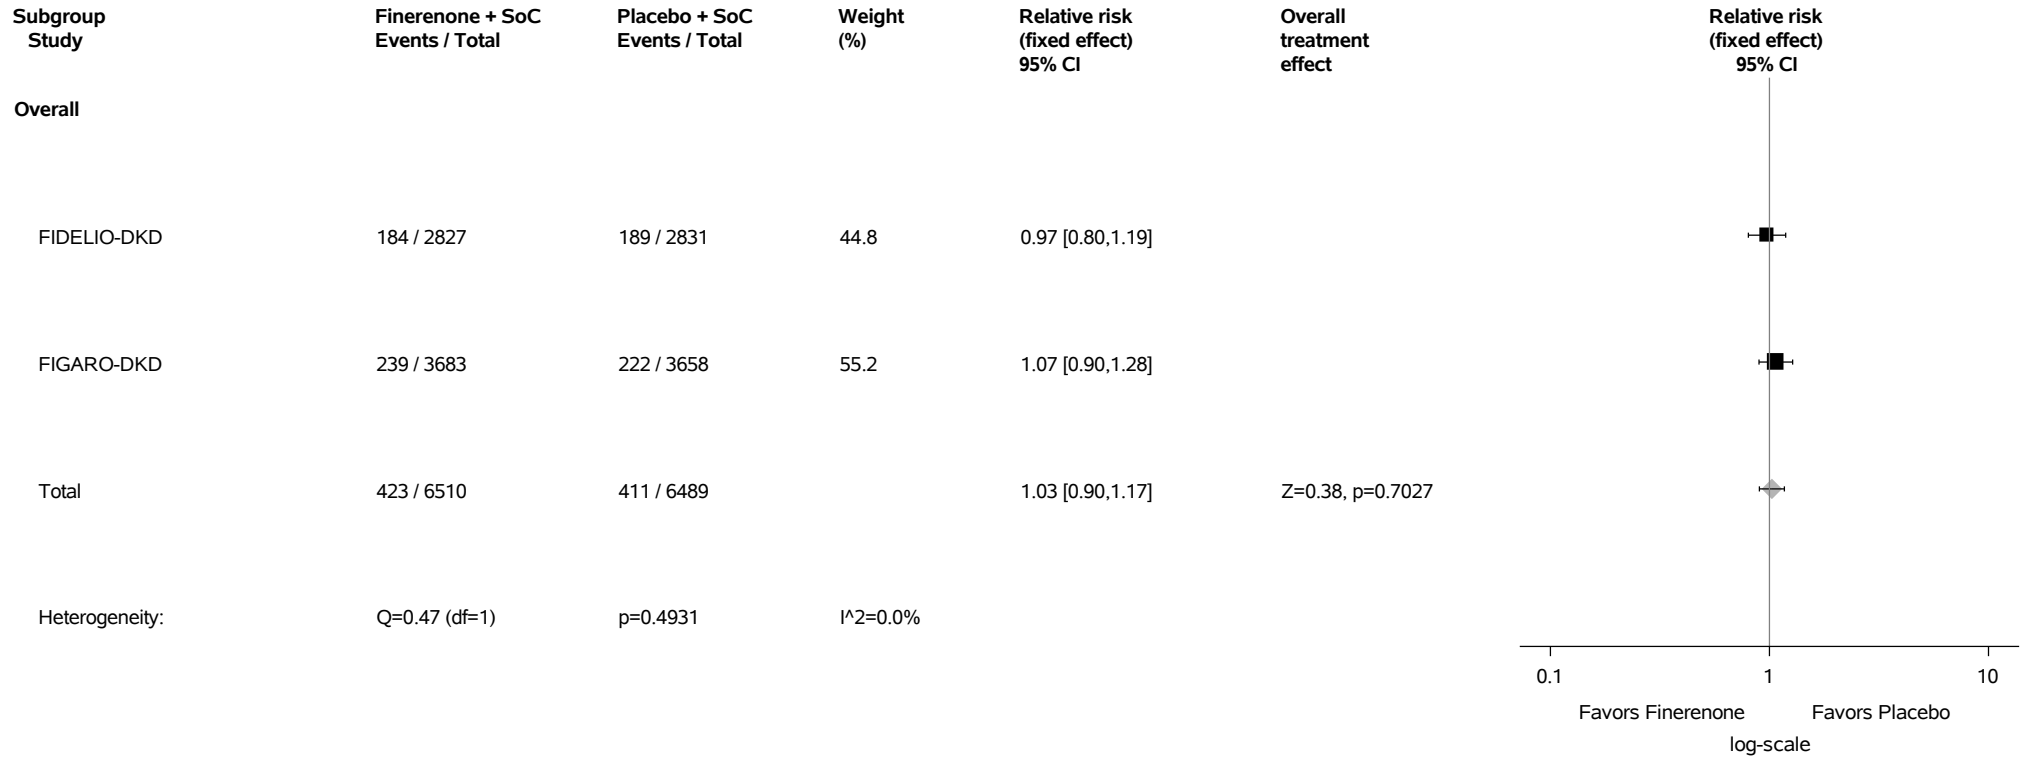 Subgroup Finerenone + SoC Placebo + SoC Weight Relative risk Overall Relative risk
Study Events / Total Events / Total (%) (fixed effect) treatment (fixed effect)
95% CI effect 95% CI
Overall
FIDELIO-DKD 184 / 2827 189 / 2831 44.8 0.97 [0.80,1.19]
FIGARO-DKD 239 / 3683 222 / 3658 55.2 1.07 [0.90,1.28]
Total 423 / 6510 411 / 6489 1.03 [0.90,1.17] Z=0.38, p=0.7027
Heterogeneity: Q=0.47 (df=1) p=0.4931 I^2=0.0%
0.1 1 10
Favors Finerenone Favors Placebo
log-scale